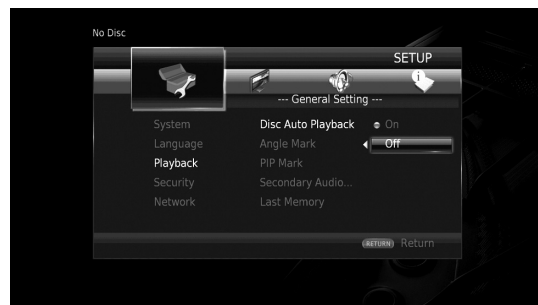 No Disc
SETUP
--- General Setting ---
System Disc Auto Playback On
Language Angle Mark Off
Playback PIP Mark
Security Secondary Audio...
Network Last Memory
RETURN Return